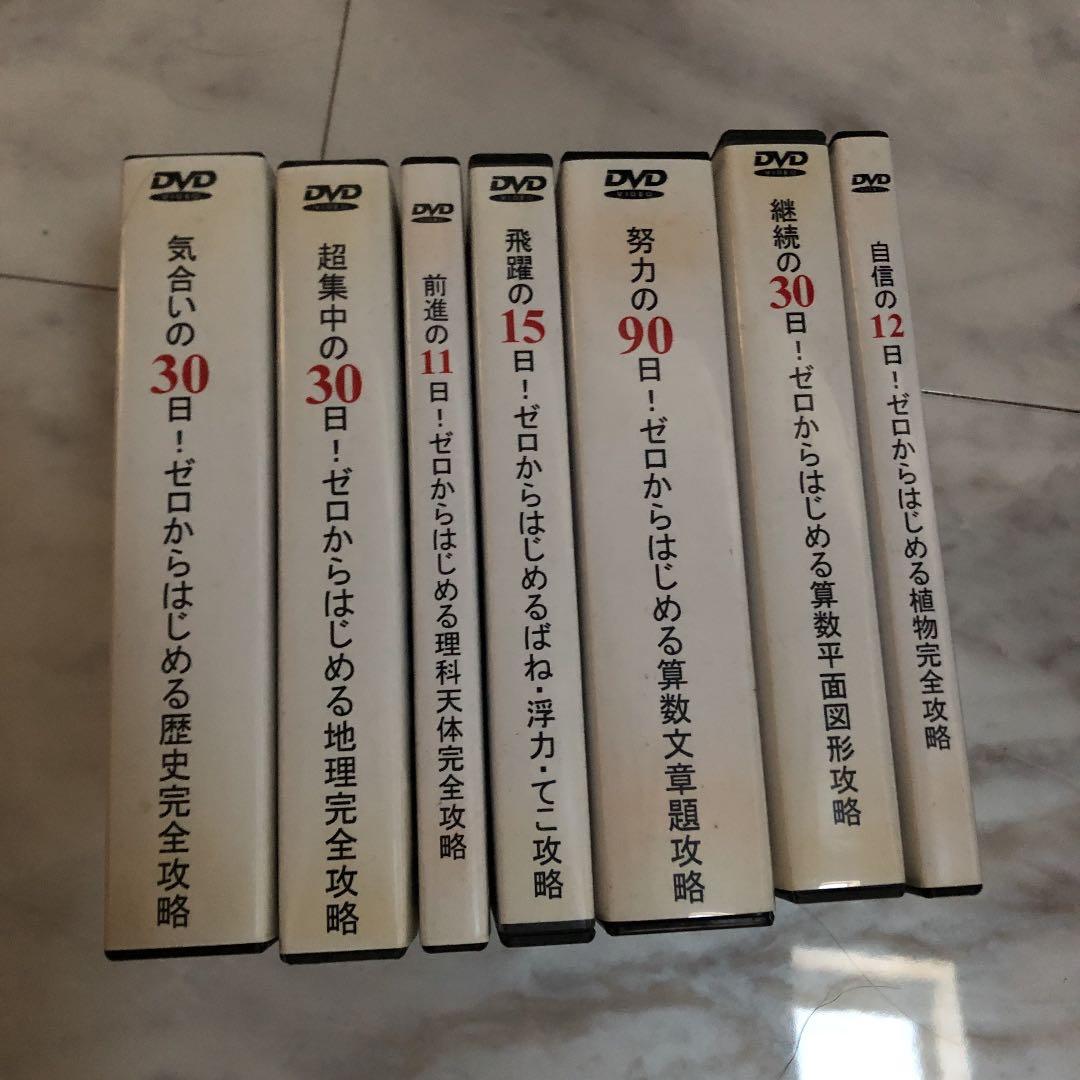 DVD
VIDEO
気合いの30日！ゼロからはじめる歴史完全攻略
DVD
VIDEO
超集中の30日！ゼロからはじめる地理完全攻略
DVD
VIDEO
前進の11日！ゼロからはじめる理科天体完全攻略
DVD
VIDEO
飛躍の15日！ゼロからはじめるばね・浮力・てこ攻略
DVD
VIDEO
努力の90日！ゼロからはじめる算数文章題攻略
DVD
VIDEO
継続の30日！ゼロからはじめる算数平面図形攻略
DVD
自信の12日！ゼロからはじめる植物完全攻略